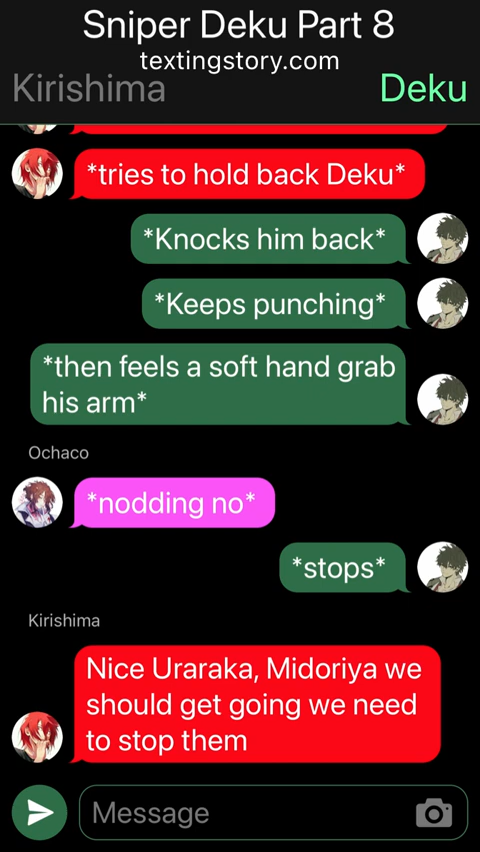 Sniper Deku Part 8
textingstory.com
Kirishima
Deku
*tries to hold back Deku*
*Knocks him back*
*Keeps punching*
*then feels a soft hand grab
his arm*
Ochaco
*nodding no*
*stops*
Kirishima
Nice Uraraka, Midoriya we
should get going we need
to stop them
Message